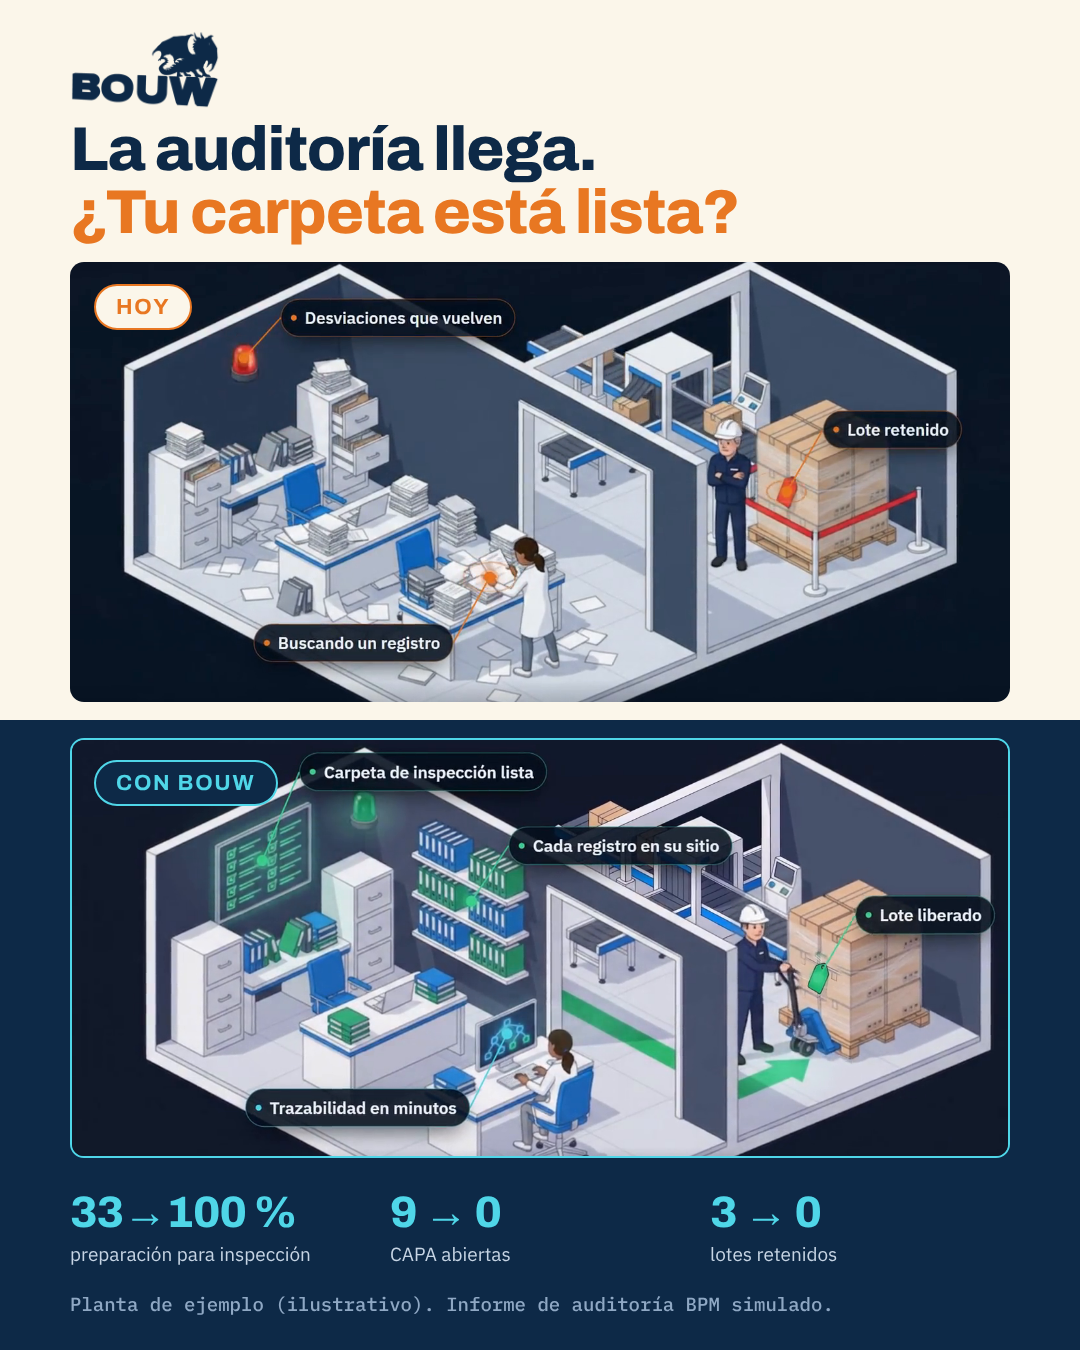 BOUW
La auditoría llega.
¿Tu carpeta está lista?
HOY
Desviaciones que vuelven
Lote retenido
Buscando un registro
CON BOUW
Carpeta de inspección lista
Cada registro en su sitio
Lote liberado
Trazabilidad en minutos
33→100 %
preparación para inspección
9 → 0
CAPA abiertas
3 → 0
lotes retenidos
Planta de ejemplo (ilustrativo). Informe de auditoría BPM simulado.